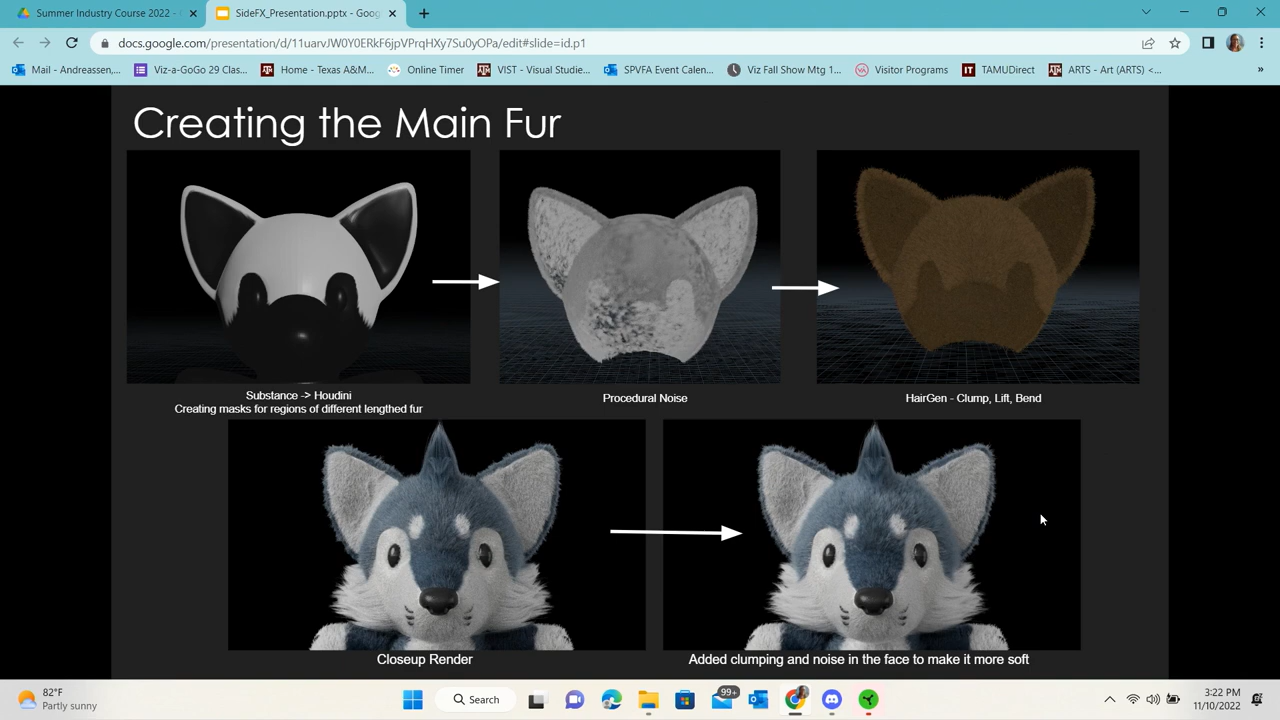 Summer Industry Course 2022 -
SideFX_Presentation.pptx - Goog
docs.google.com/presentation/d/11uarvJW0Y0ERkF6jpVPrqHXy7Su0yOPa/edit#slide=id.p1
Mail - Andreassen,...
Viz-a-GoGo 29 Clas...
Home - Texas A&M...
Online Timer
VIST - Visual Studie...
SPVFA Event Calen...
Viz Fall Show Mtg 1...
Visitor Programs
TAMUDirect
ARTS - Art (ARTS) <...
Creating the Main Fur
Substance -> Houdini
Creating masks for regions of different lengthed fur
Procedural Noise
HairGen - Clump, Lift, Bend
Closeup Render
Added clumping and noise in the face to make it more soft
82°F
Partly sunny
Search
99+
3:22 PM
11/10/2022